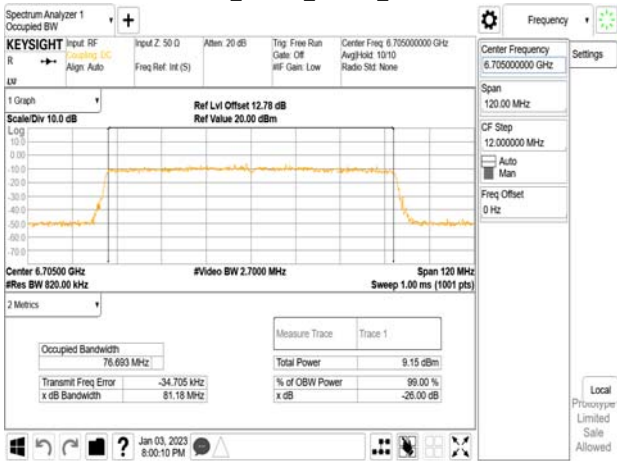 Spectrum Analyzer 1
Occupied BW
Frequency
KEYSIGHT Input: RF
R
Coupling: DC
Align: Auto
LXI
Input Z: 50 Ω
Freq Ref: Int (S)
Atten: 20 dB
Trig: Free Run
Gate: Off
#IF Gain: Low
Center Freq: 6.705000000 GHz
Avg|Hold: 10/10
Radio Std: None
Center Frequency
6.705000000 GHz
Settings
Span
120.00 MHz
CF Step
12.000000 MHz
Auto
Man
Freq Offset
0 Hz
1 Graph
Scale/Div 10.0 dB
Ref Lvl Offset 12.78 dB
Ref Value 20.00 dBm
Log
10.0
0.00
-10.0
-20.0
-30.0
-40.0
-50.0
-60.0
-70.0
Center 6.70500 GHz
#Res BW 820.00 kHz
#Video BW 2.7000 MHz
Span 120 MHz
Sweep 1.00 ms (1001 pts)
2 Metrics
Measure Trace Trace 1
Occupied Bandwidth
76.693 MHz
Total Power 9.15 dBm
Transmit Freq Error -34.705 kHz
% of OBW Power 99.00 %
x dB Bandwidth 81.18 MHz
x dB -26.00 dB
Local
Prototype
Limited
Sale
Allowed
?
Jan 03, 2023
8:00:10 PM